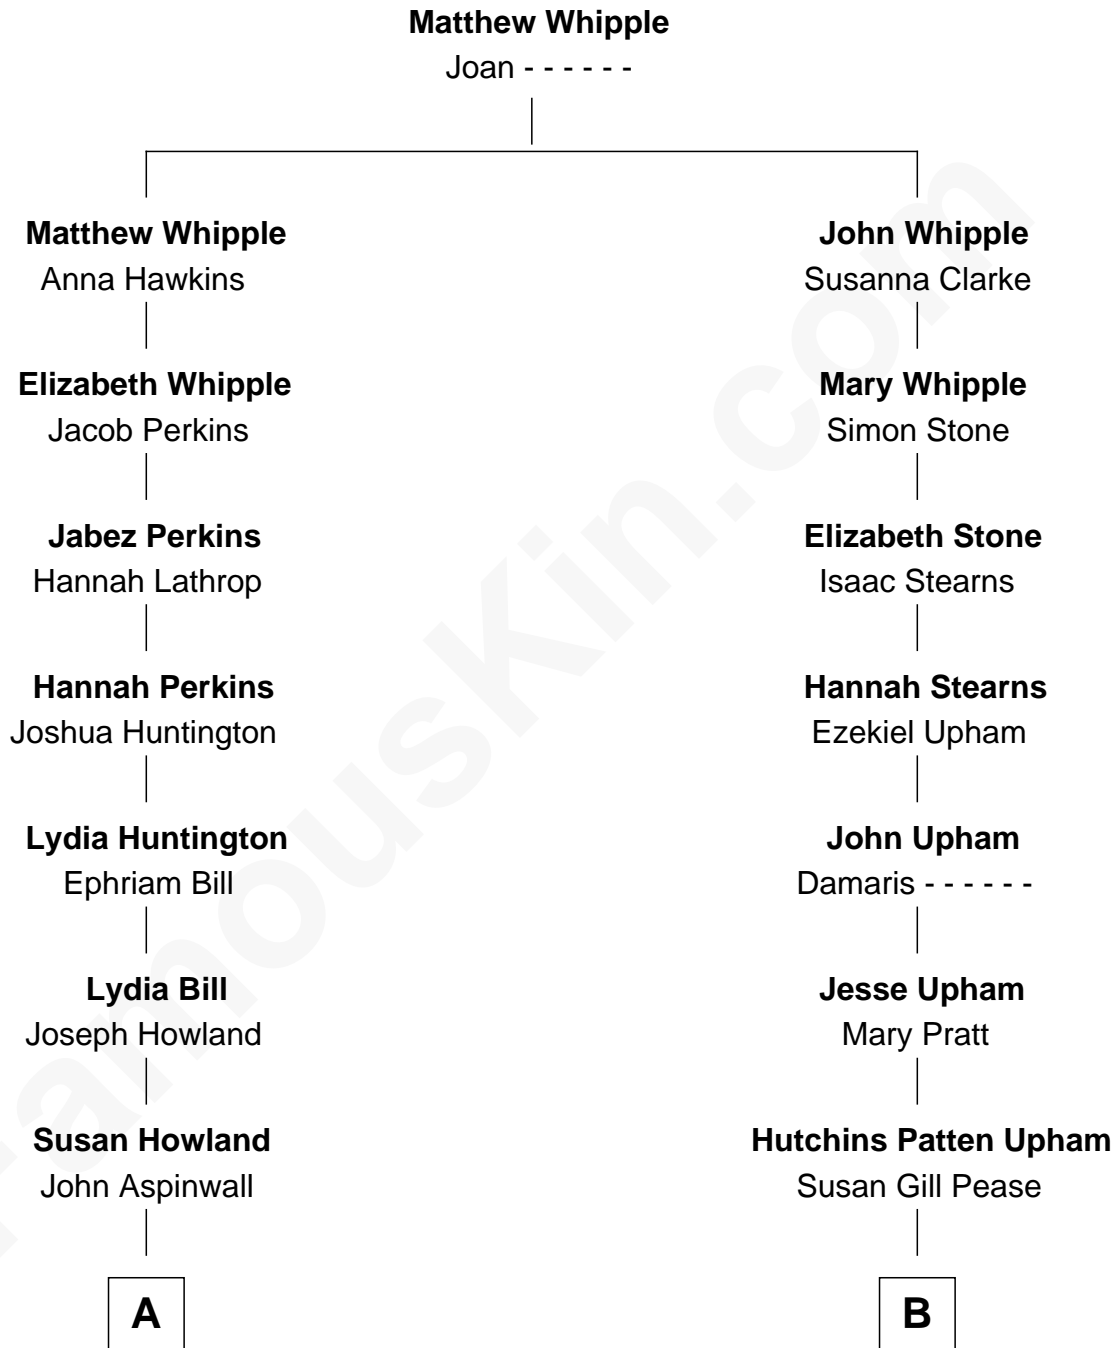 Matthew Whipple
Joan - - - - - -
Matthew Whipple
Anna Hawkins
John Whipple
Susanna Clarke
Elizabeth Whipple
Jacob Perkins
Mary Whipple
Simon Stone
Jabez Perkins
Hannah Lathrop
Elizabeth Stone
Isaac Stearns
Hannah Perkins
Joshua Huntington
Hannah Stearns
Ezekiel Upham
Lydia Huntington
Ephriam Bill
John Upham
Damaris - - - - - -
Lydia Bill
Joseph Howland
Jesse Upham
Mary Pratt
Susan Howland
John Aspinwall
Hutchins Patten Upham
Susan Gill Pease
A
B
FamousKin.com